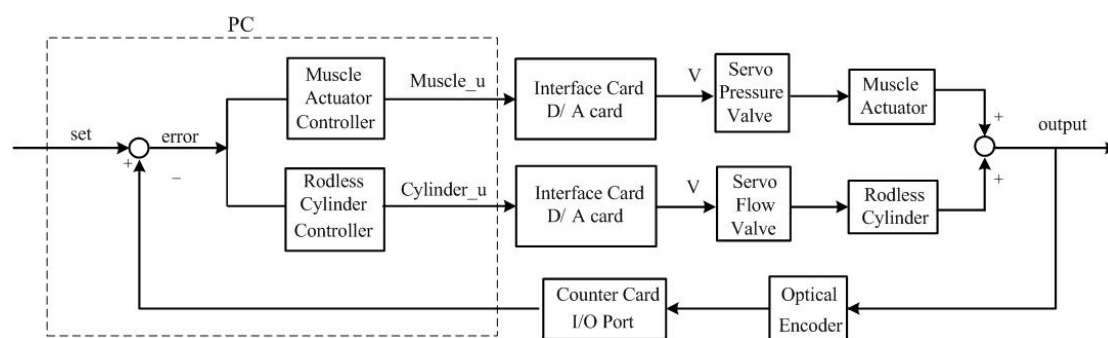 PC
Muscle
Actuator
Controller
Muscle_u
Interface Card
D/ A card
V
Servo
Pressure
Valve
Muscle
Actuator
+
set
+
−
error
output
Rodless
Cylinder
Controller
Cylinder_u
Interface Card
D/ A card
V
Servo
Flow
Valve
Rodless
Cylinder
+
Counter Card
I/O Port
Optical
Encoder